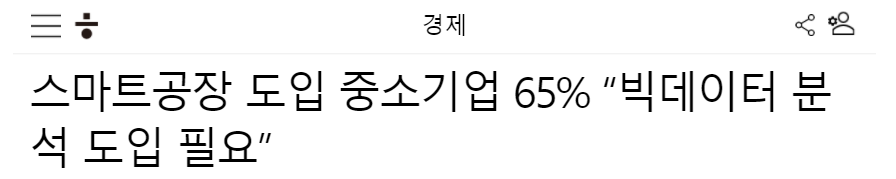 경제
스마트공장 도입 중소기업 65% “빅데이터 분
석 도입 필요”